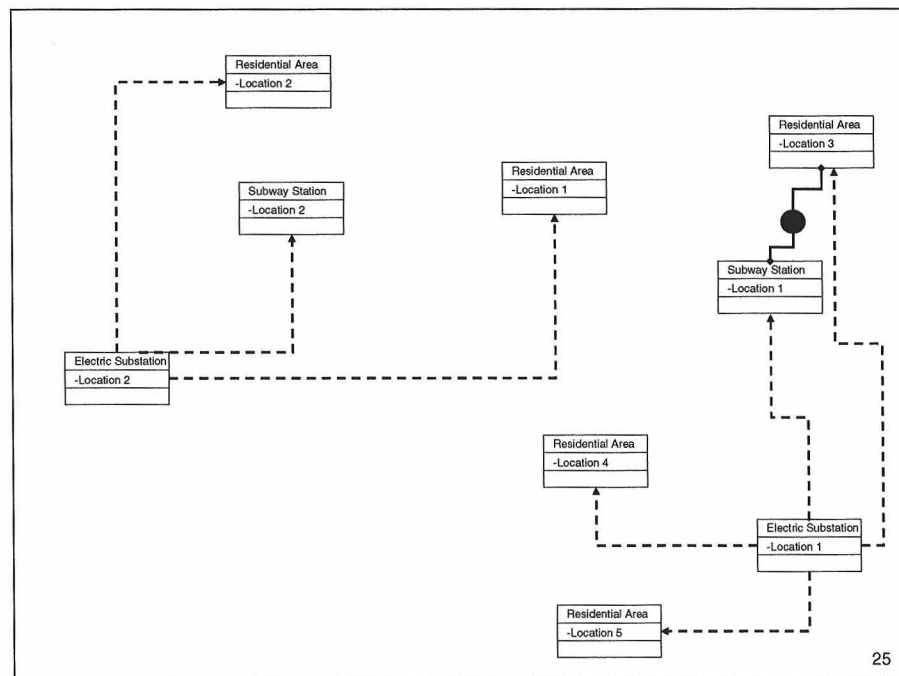 Residential Area
-Location 2
Residential Area
-Location 3
Residential Area
-Location 1
Subway Station
-Location 2
Subway Station
-Location 1
Electric Substation
-Location 2
Residential Area
-Location 4
Electric Substation
-Location 1
Residential Area
-Location 5
25